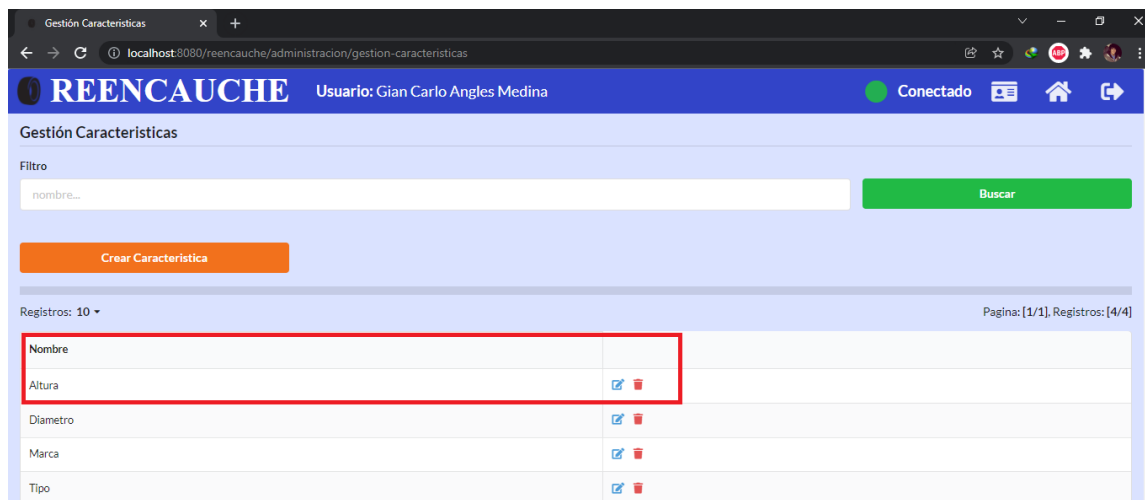 Gestión Caracteristicas
localhost:8080/reencauche/administracion/gestion-caracteristicas
ABP
REENCAUCHE Usuario: Gian Carlo Angles Medina Conectado
Gestión Caracteristicas
Filtro
nombre... Buscar
Crear Caracteristica
Registros: 10 Pagina: [1/1], Registros: [4/4]
Nombre
Altura
Diametro
Marca
Tipo